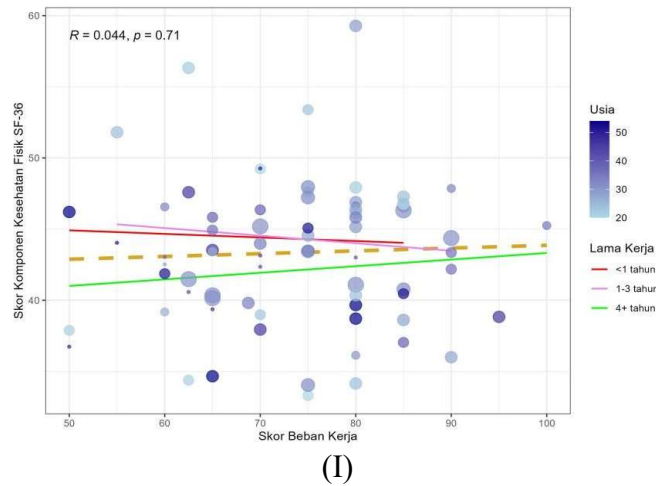 R = 0.044, p = 0.71
Skor Komponen Kesehatan Fisik SF-36
60
50
40
50
60
70
80
90
100
Skor Beban Kerja
Usia
50
40
30
20
Lama Kerja
<1 tahun
1-3 tahun
4+ tahun
(I)